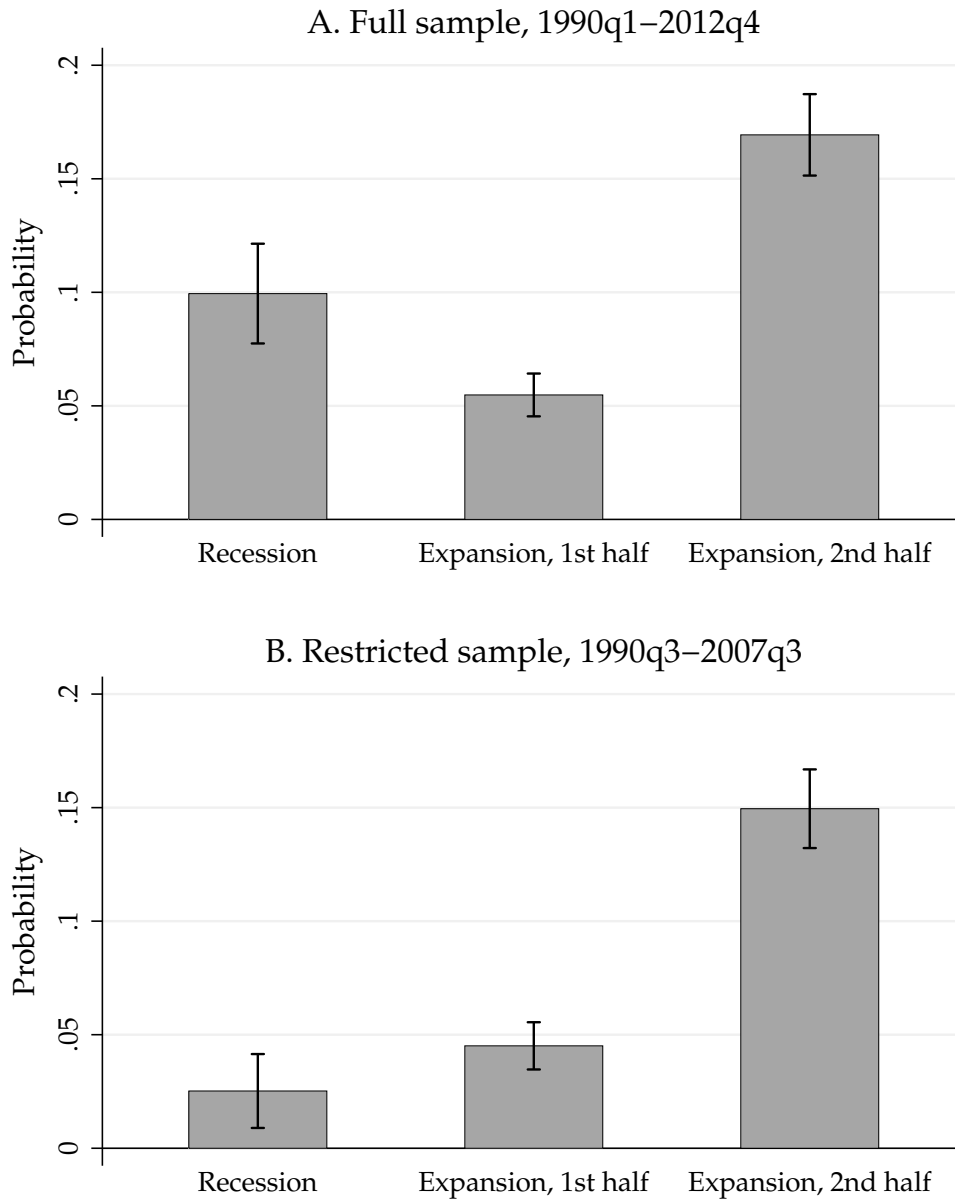 A. Full sample, 1990q1–2012q4
.2
.15
.1
.05
0
Probability
Recession
Expansion, 1st half
Expansion, 2nd half
B. Restricted sample, 1990q3–2007q3
.2
.15
.1
.05
0
Probability
Recession
Expansion, 1st half
Expansion, 2nd half